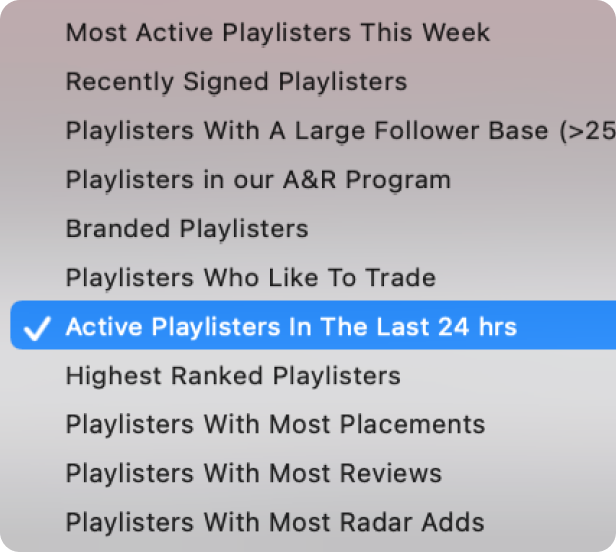 Most Active Playlisters This Week
Recently Signed Playlisters
Playlisters With A Large Follower Base (>25
Playlisters in our A&R Program
Branded Playlisters
Playlisters Who Like To Trade
Active Playlisters In The Last 24 hrs
Highest Ranked Playlisters
Playlisters With Most Placements
Playlisters With Most Reviews
Playlisters With Most Radar Adds